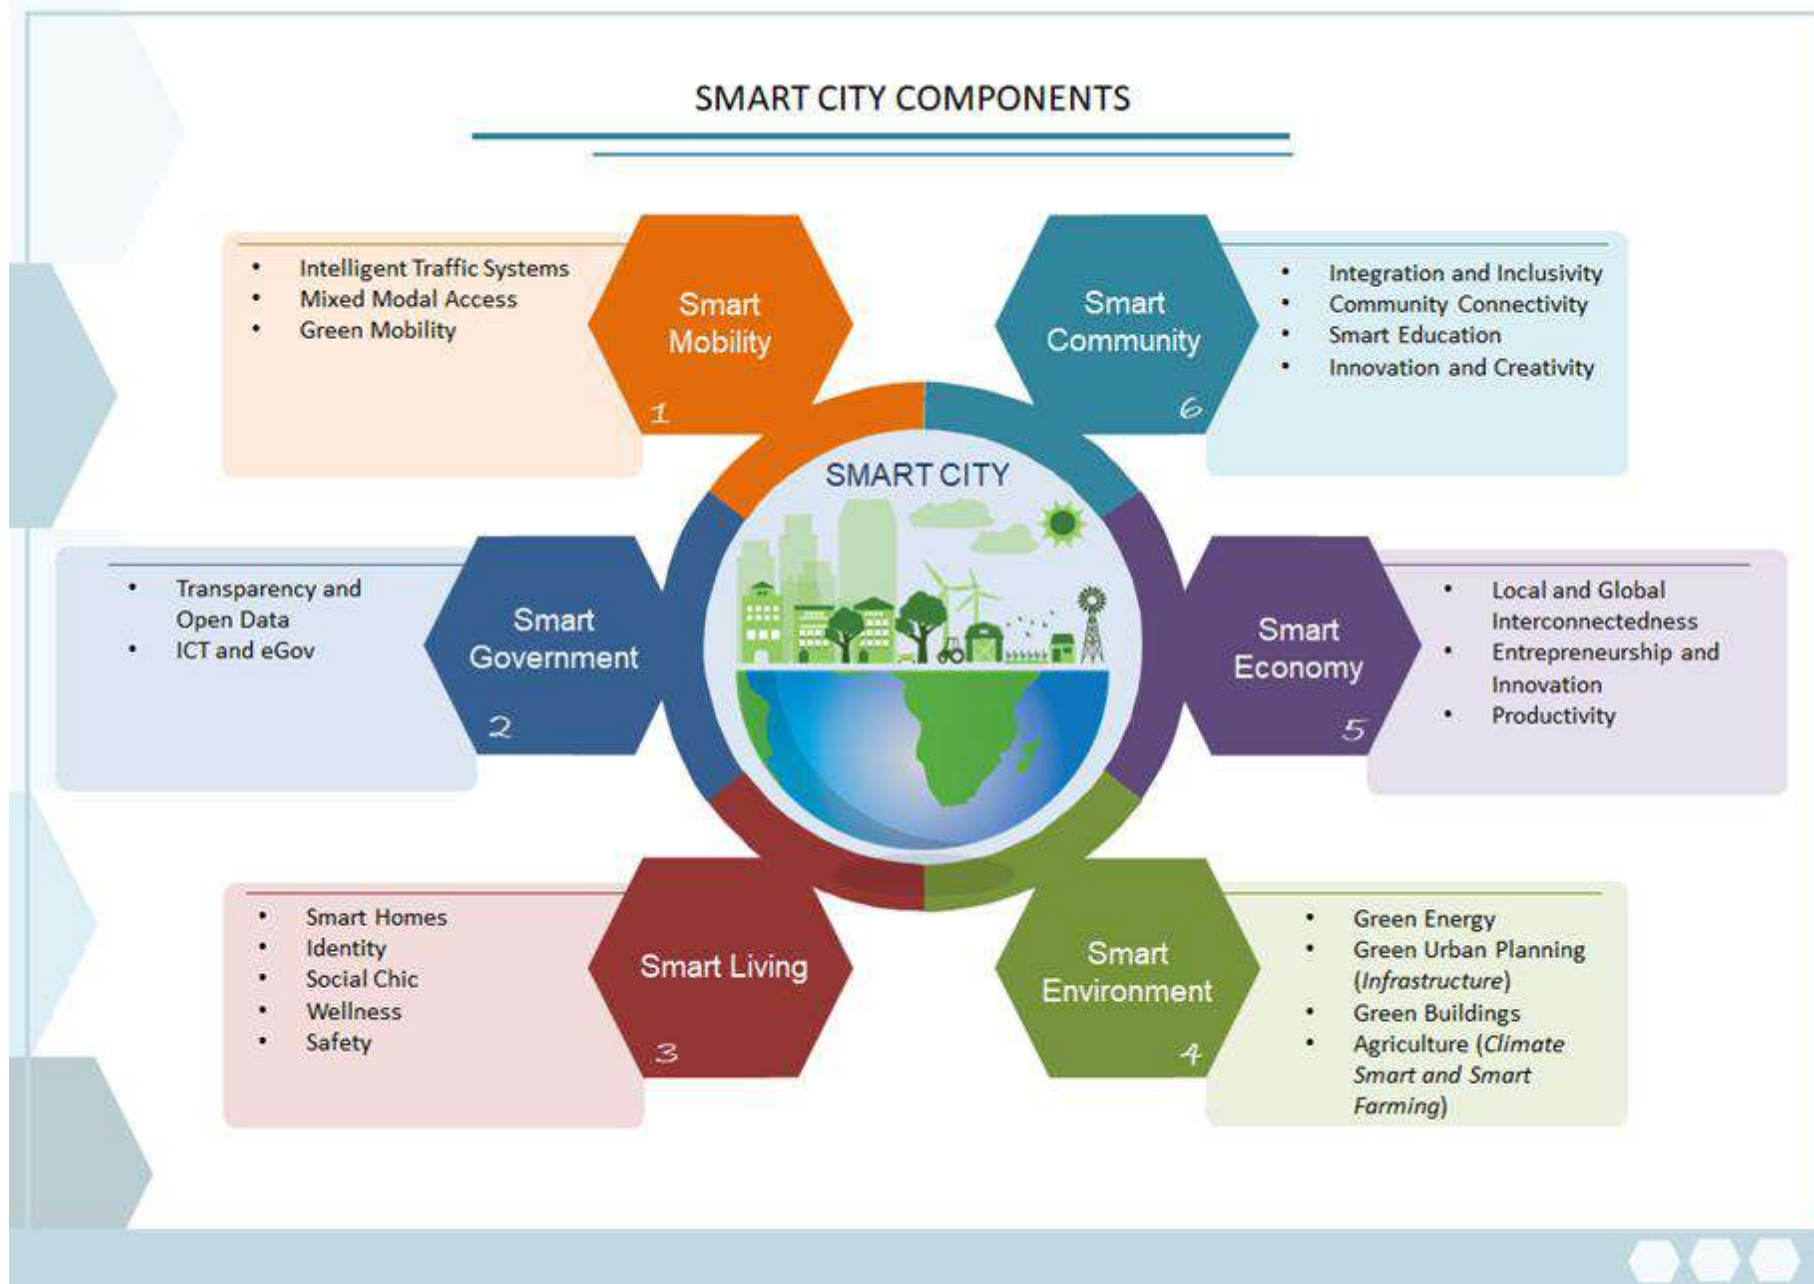 SMART CITY COMPONENTS
• Intelligent Traffic Systems
• Mixed Modal Access
• Green Mobility
Smart
Mobility
1
Smart
Community
6
• Integration and Inclusivity
• Community Connectivity
• Smart Education
• Innovation and Creativity
SMART CITY
• Transparency and
Open Data
• ICT and eGov
Smart
Government
2
Smart
Economy
5
• Local and Global
Interconnectedness
• Entrepreneurship and
Innovation
• Productivity
• Smart Homes
• Identity
• Social Chic
• Wellness
• Safety
Smart Living
3
Smart
Environment
4
• Green Energy
• Green Urban Planning
(Infrastructure)
• Green Buildings
• Agriculture (Climate
Smart and Smart
Farming)